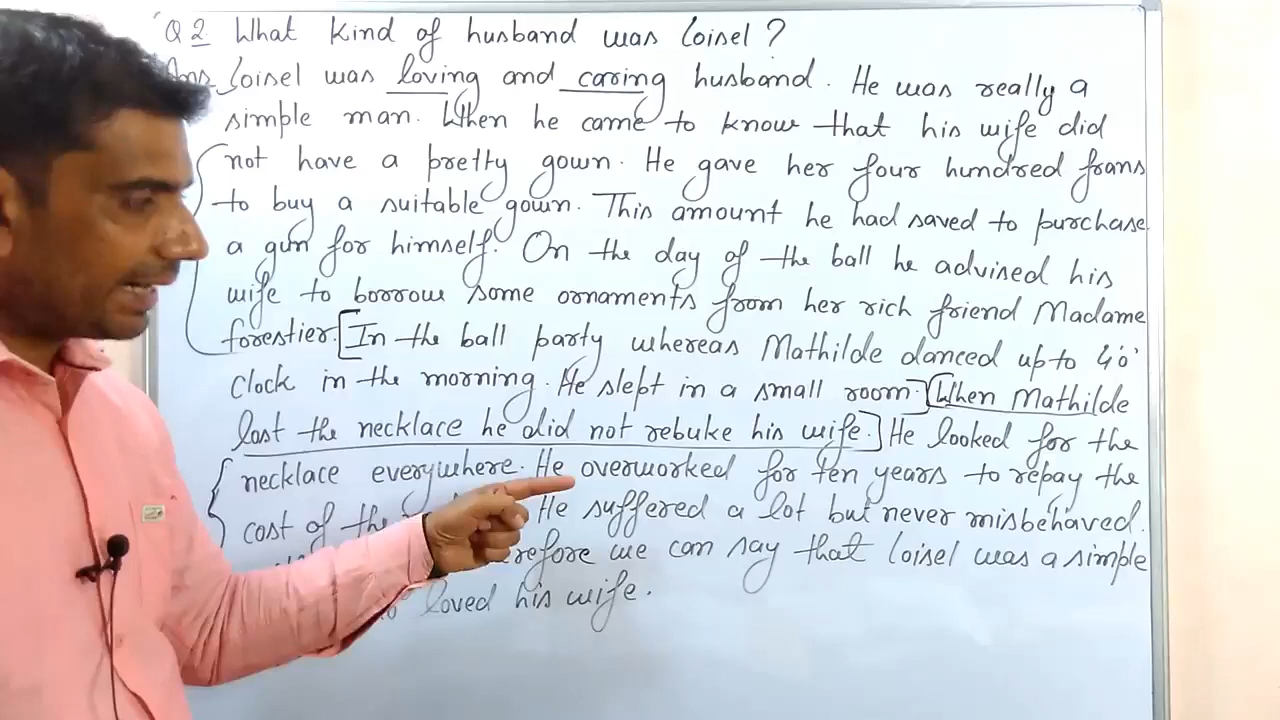 Q2 What kind of husband was Loisel?
Ans Loisel was loving and caring husband. He was really a
simple man. When he came to know that his wife did
not have a pretty gown. He gave her four hundred frans
to buy a suitable gown. This amount he had saved to purchase
a gun for himself. On the day of the ball he advised his
wife to borrow some ornaments from her rich friend Madame
forestier. [In the ball party whereas Mathilde danced up to 4 o'
clock in the morning. He slept in a small room.] [When Mathilde
lost the necklace he did not rebuke his wife.] He looked for the
necklace everywhere. He overworked for ten years to repay the
cost of the He suffered a lot but never misbehaved.
we can say that Loisel was a simple
loved his wife.